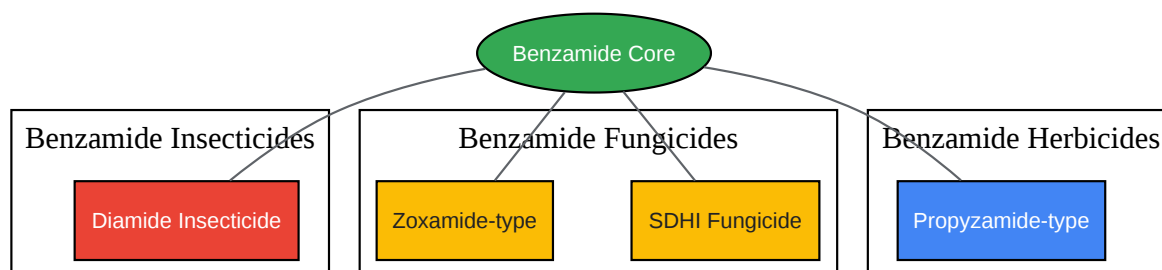 Benzamide Core
Benzamide Insecticides
Benzamide Fungicides
Benzamide Herbicides
Diamide Insecticide
Zoxamide-type
SDHI Fungicide
Propyzamide-type